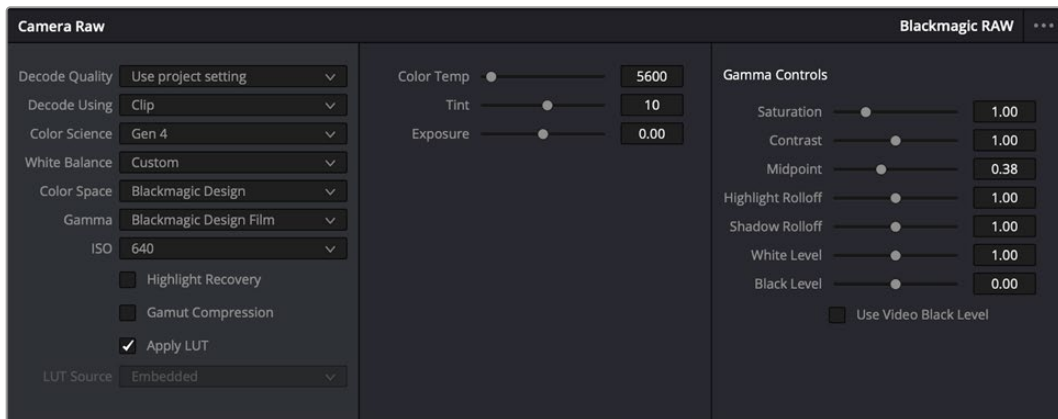 Camera Raw
Blackmagic RAW
Decode Quality Use project setting
Decode Using Clip
Color Science Gen 4
White Balance Custom
Color Space Blackmagic Design
Gamma Blackmagic Design Film
ISO 640
Highlight Recovery
Gamut Compression
Apply LUT
LUT Source Embedded
Color Temp 5600
Tint 10
Exposure 0.00
Gamma Controls
Saturation 1.00
Contrast 1.00
Midpoint 0.38
Highlight Rolloff 1.00
Shadow Rolloff 1.00
White Level 1.00
Black Level 0.00
Use Video Black Level